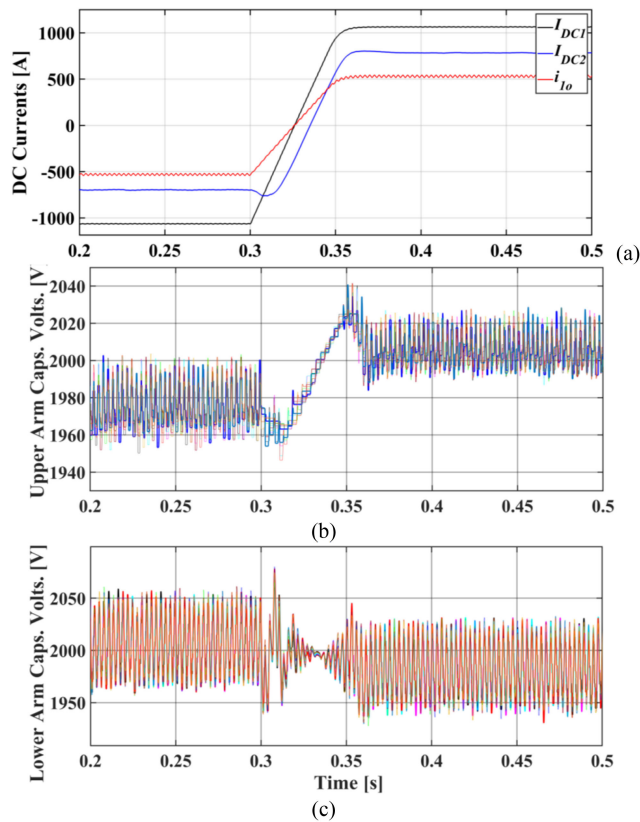 DC Currents [A]
1000
500
0
-500
-1000
I_DC1
I_DC2
i_1o
0.2 0.25 0.3 0.35 0.4 0.45 0.5
(a)
Upper Arm Caps. Volts. [V]
2040
2020
2000
1980
1960
1940
0.2 0.25 0.3 0.35 0.4 0.45 0.5
(b)
Lower Arm Caps. Volts. [V]
2050
2000
1950
0.2 0.25 0.3 0.35 0.4 0.45 0.5
Time [s]
(c)